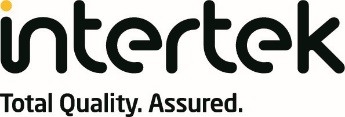 intertek
Total Quality. Assured.